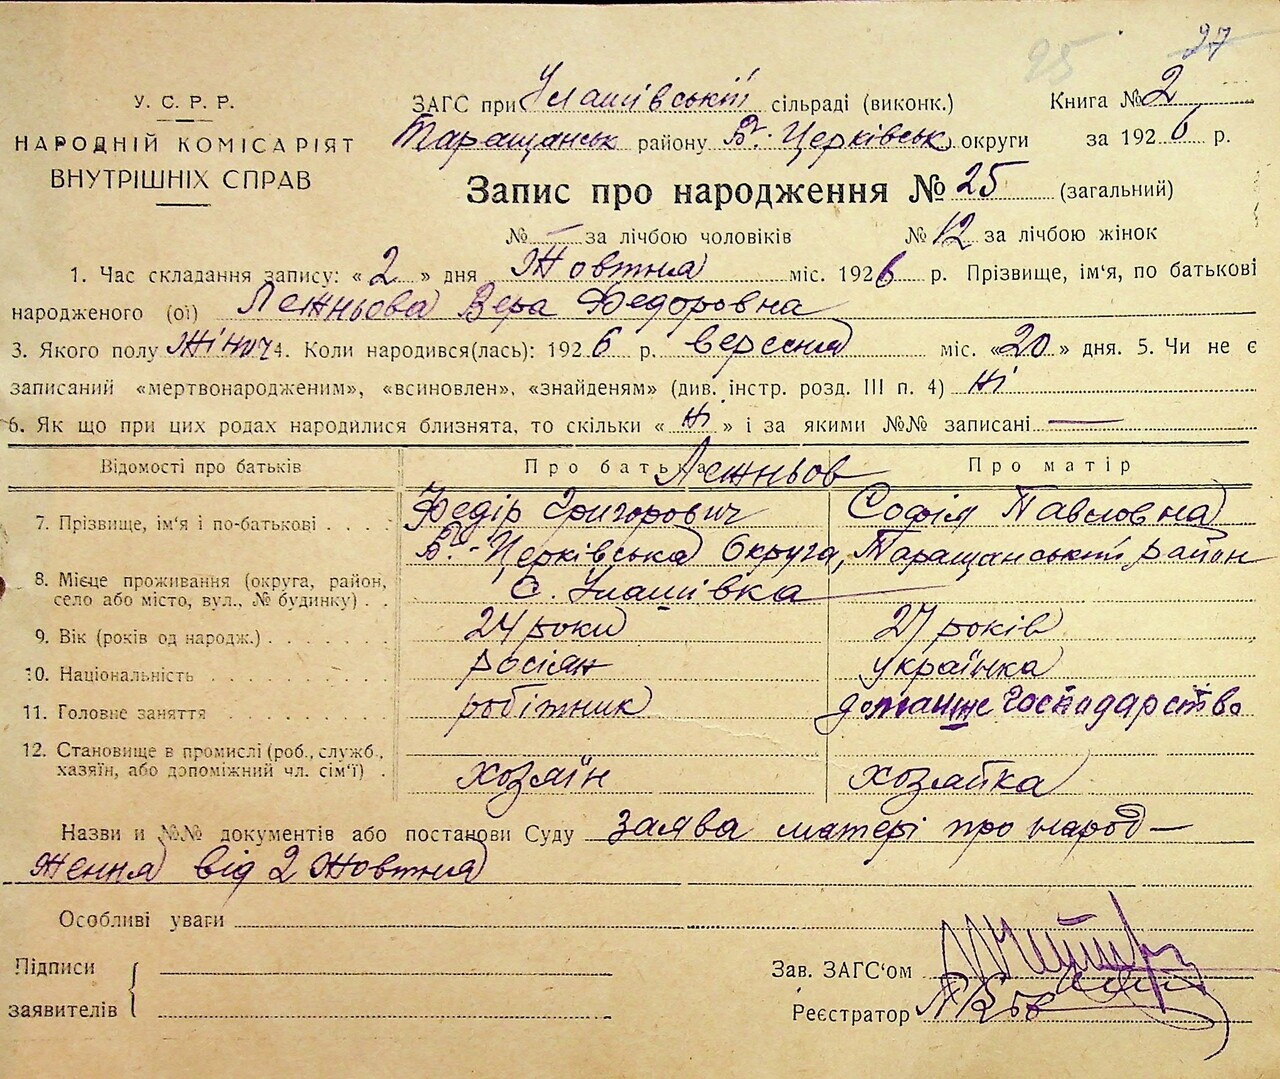 25 27
У. С. Р. Р.
НАРОДНІЙ КОМІСАРІЯТ
ВНУТРІШНІХ СПРАВ
ЗАГС при Улашівській сільраді (виконк.) Книга № 2
Таращанськ району Б. Церківськ. округи за 1926 р.
Запис про народження № 25 (загальний)
№ — за лічбою чоловіків № 12 за лічбою жінок
1. Час складання запису: « 2 » дня Жовтня міс. 1926 р. Прізвище, ім'я, по батькові
народженого (ої) Лежньова Вера Федоровна
3. Якого полу жіноч 4. Коли народився(лась): 1926 р. вересня міс. « 20 » дня. 5. Чи не є
записаний «мертвонародженим», «всиновлен», «знайденям» (див. інстр. розд. III п. 4) ні
6. Як що при цих родах народилися близнята, то скільки « ні » і за якими №№ записані —
Відомості про батьків Про батька Лежньов Про матір
7. Прізвище, ім'я і по-батькові . . . . Федір Григорович Софія Павловна
Б.-Церківська Округа, Таращанський район
8. Місце проживання (округа, район,
село або місто, вул., № будинку) . . С. Улашівка
9. Вік (років од народж.) . . . . . . . 24 роки 27 років
10. Національність . . . . . . . . . . росіян українка
11. Головне заняття . . . . . . . . . робітник домашнє господарство
12. Становище в промислі (роб., служб.,
хазяїн, або допоміжний чл. сім'ї) . хозяїн хозяйка
Назви и №№ документів або постанови Суду заява матері про народ-
ження від 2 Жовтня
Особливі уваги
Підписи
заявителів
Зав. ЗАГС'ом
Реєстратор